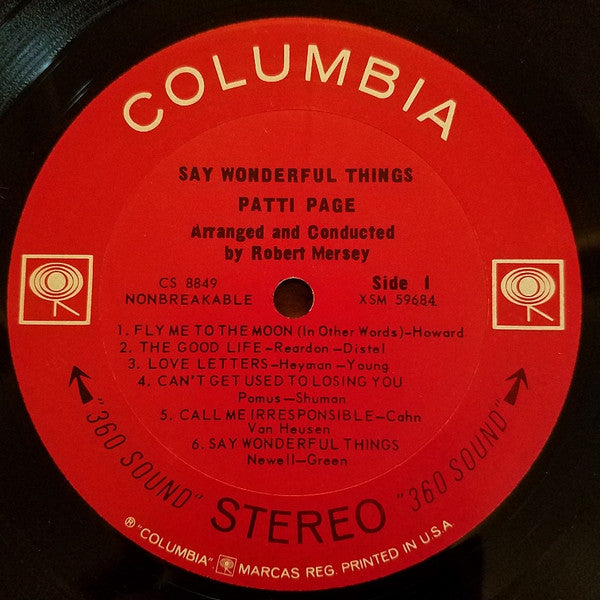 COLUMBIA
SAY WONDERFUL THINGS
PATTI PAGE
Arranged and Conducted
by Robert Mersey
CS 8849
NONBREAKABLE
Side 1
XSM 59684
1. FLY ME TO THE MOON (In Other Words)–Howard
2. THE GOOD LIFE–Reardon–Distel
3. LOVE LETTERS–Heyman–Young
4. CAN'T GET USED TO LOSING YOU
Pomus–Shuman
5. CALL ME IRRESPONSIBLE–Cahn
Van Heusen
6. SAY WONDERFUL THINGS
Newell–Green
"360 SOUND" STEREO "360 SOUND"
® "COLUMBIA". MARCAS REG. PRINTED IN U.S.A.